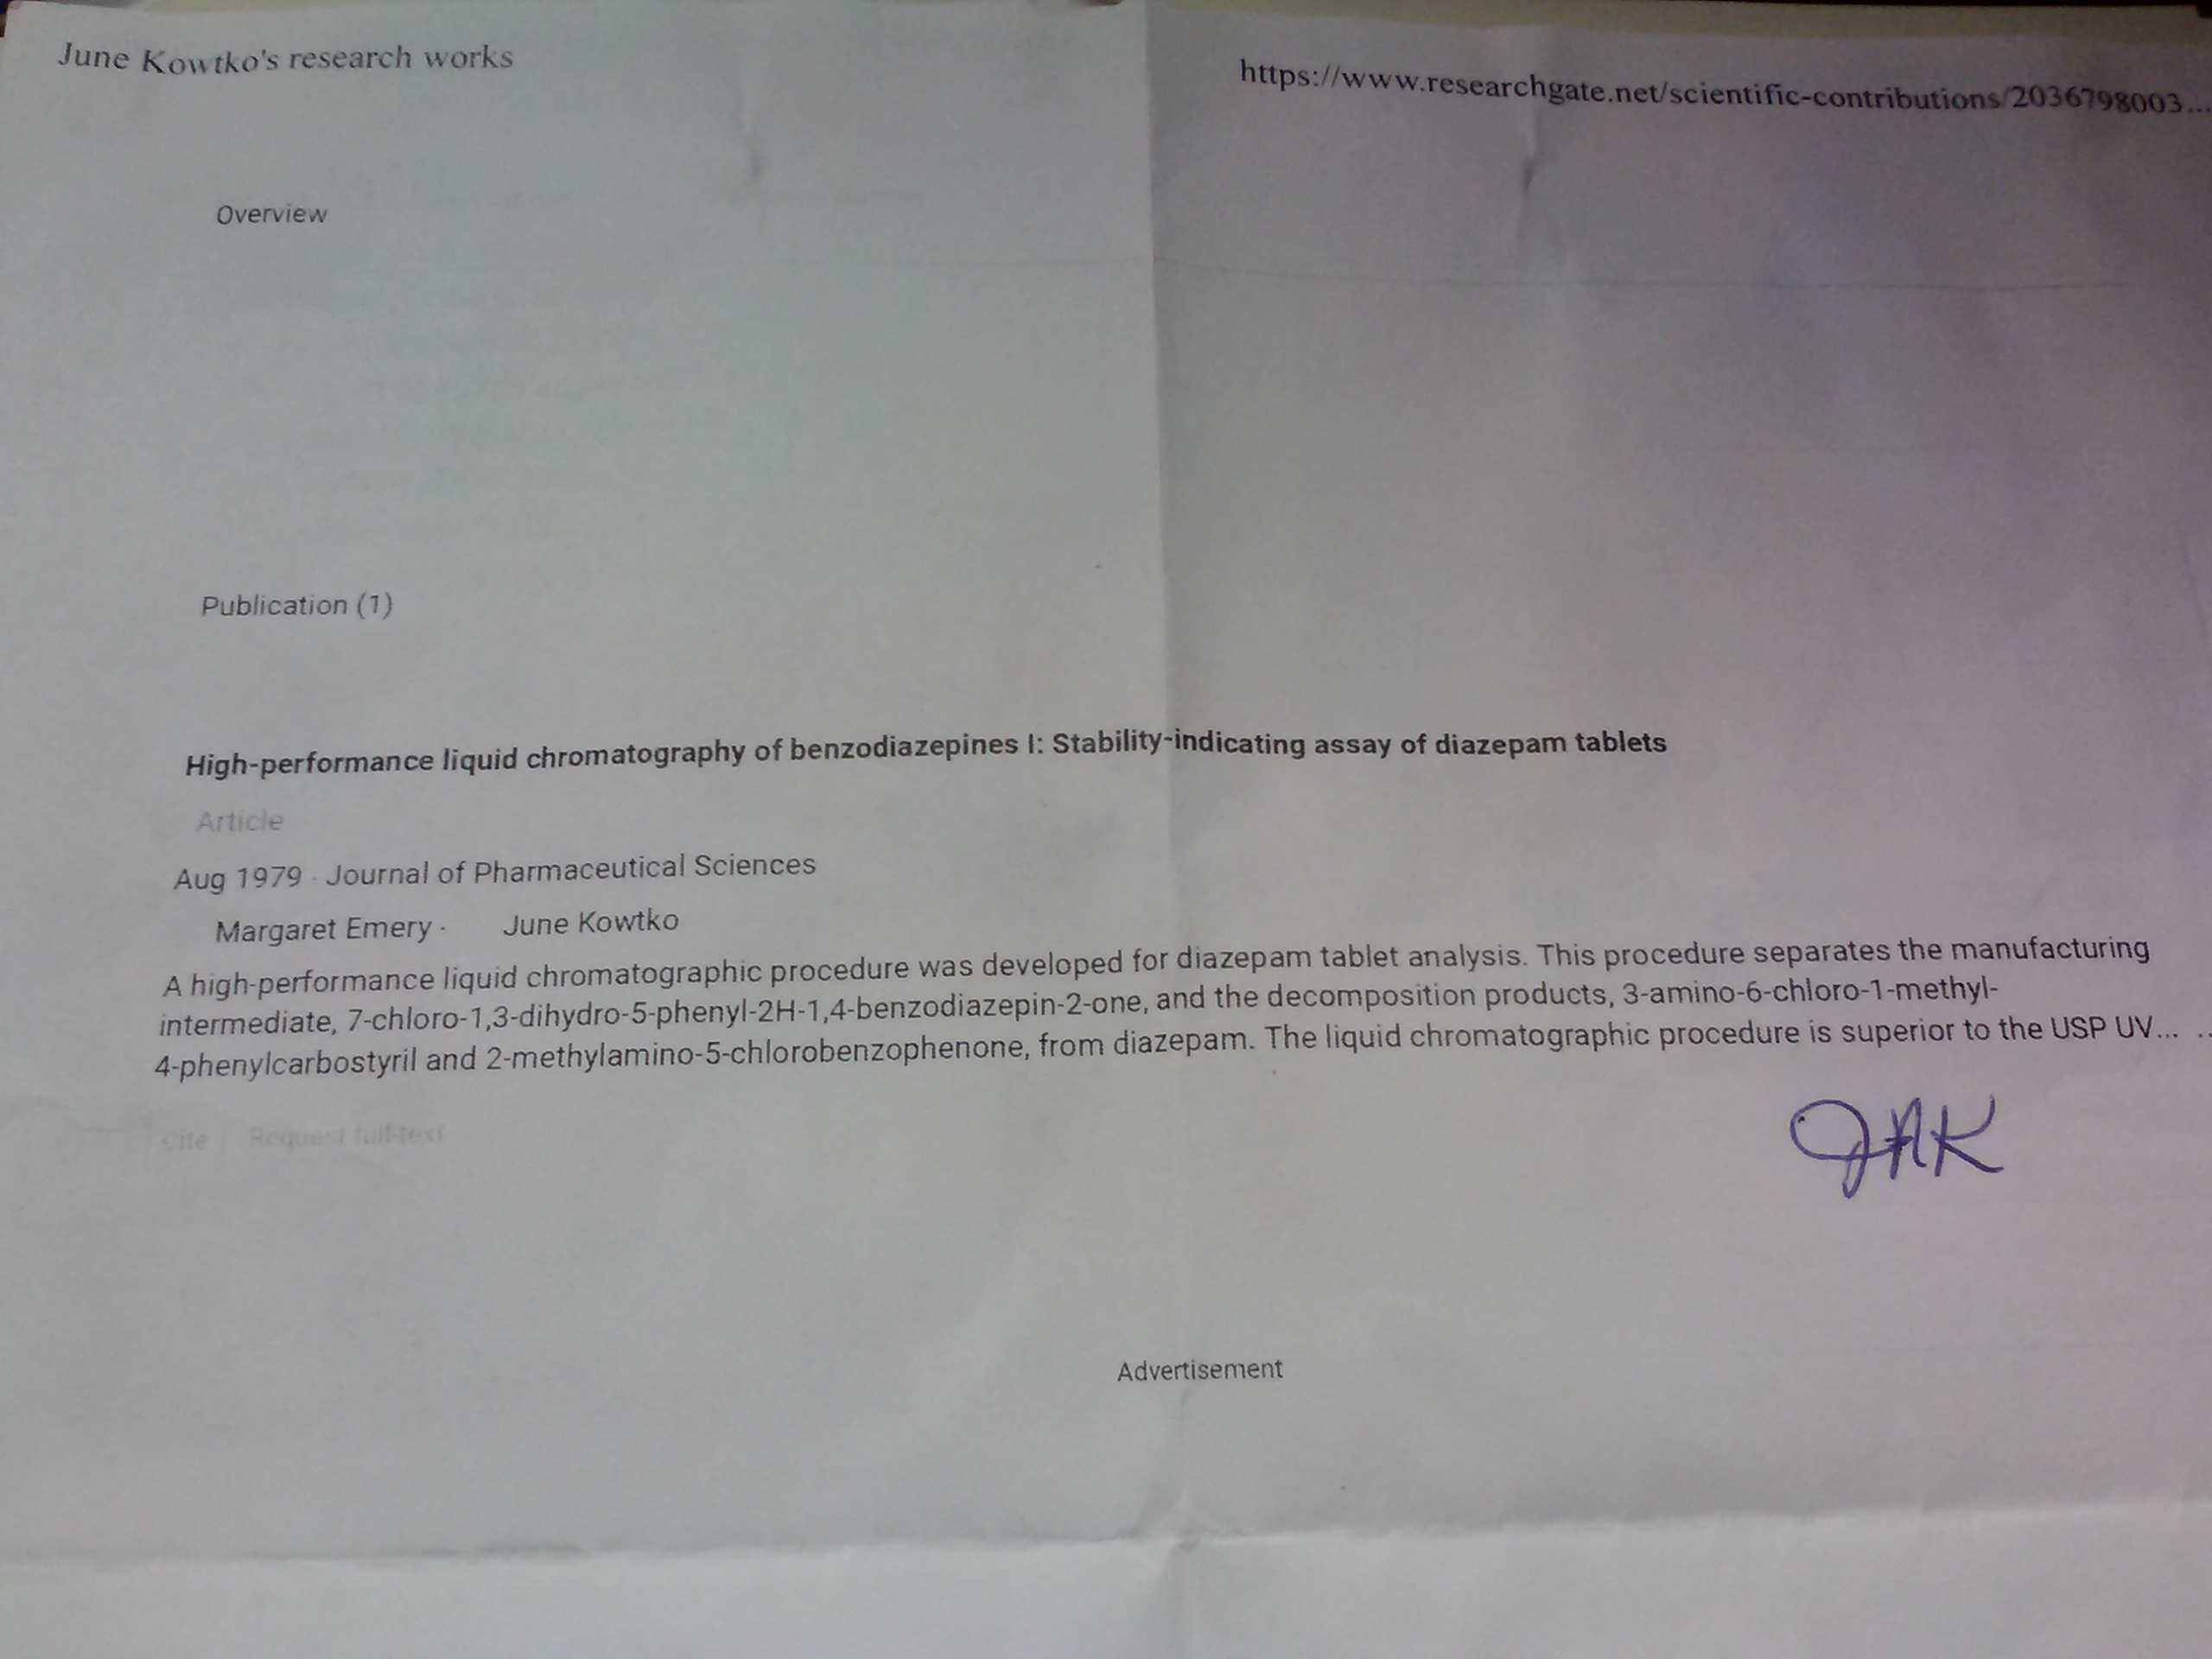 June Kowtko's research works
https://www.researchgate.net/scientific-contributions/2036798003...
Overview
Publication (1)
High-performance liquid chromatography of benzodiazepines I: Stability-indicating assay of diazepam tablets
Article
Aug 1979 · Journal of Pharmaceutical Sciences
Margaret Emery · June Kowtko
A high-performance liquid chromatographic procedure was developed for diazepam tablet analysis. This procedure separates the manufacturing
intermediate, 7-chloro-1,3-dihydro-5-phenyl-2H-1,4-benzodiazepin-2-one, and the decomposition products, 3-amino-6-chloro-1-methyl-
4-phenylcarbostyril and 2-methylamino-5-chlorobenzophenone, from diazepam. The liquid chromatographic procedure is superior to the USP UV... ..
Cite Request full-text
Advertisement